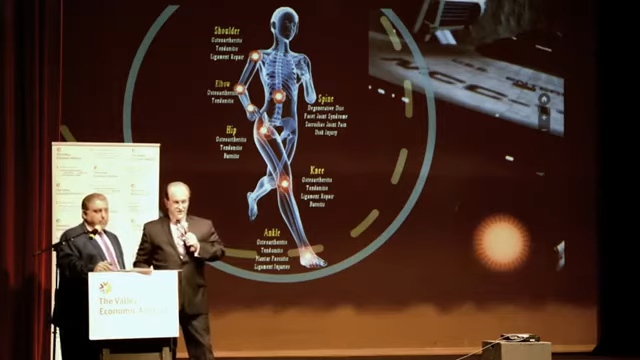 Shoulder
Osteoarthritis
Tendonitis
Ligament Repair
Elbow
Osteoarthritis
Tendonitis
Hip
Osteoarthritis
Tendonitis
Bursitis
Spine
Degenerative Disc
Facet Joint Syndrome
Sacroiliac Joint Pain
Disk Injury
Knee
Osteoarthritis
Tendonitis
Ligament Repair
Bursitis
Ankle
Osteoarthritis
Tendonitis
Plantar Fasciitis
Ligament Injuries
The Valley
Economic